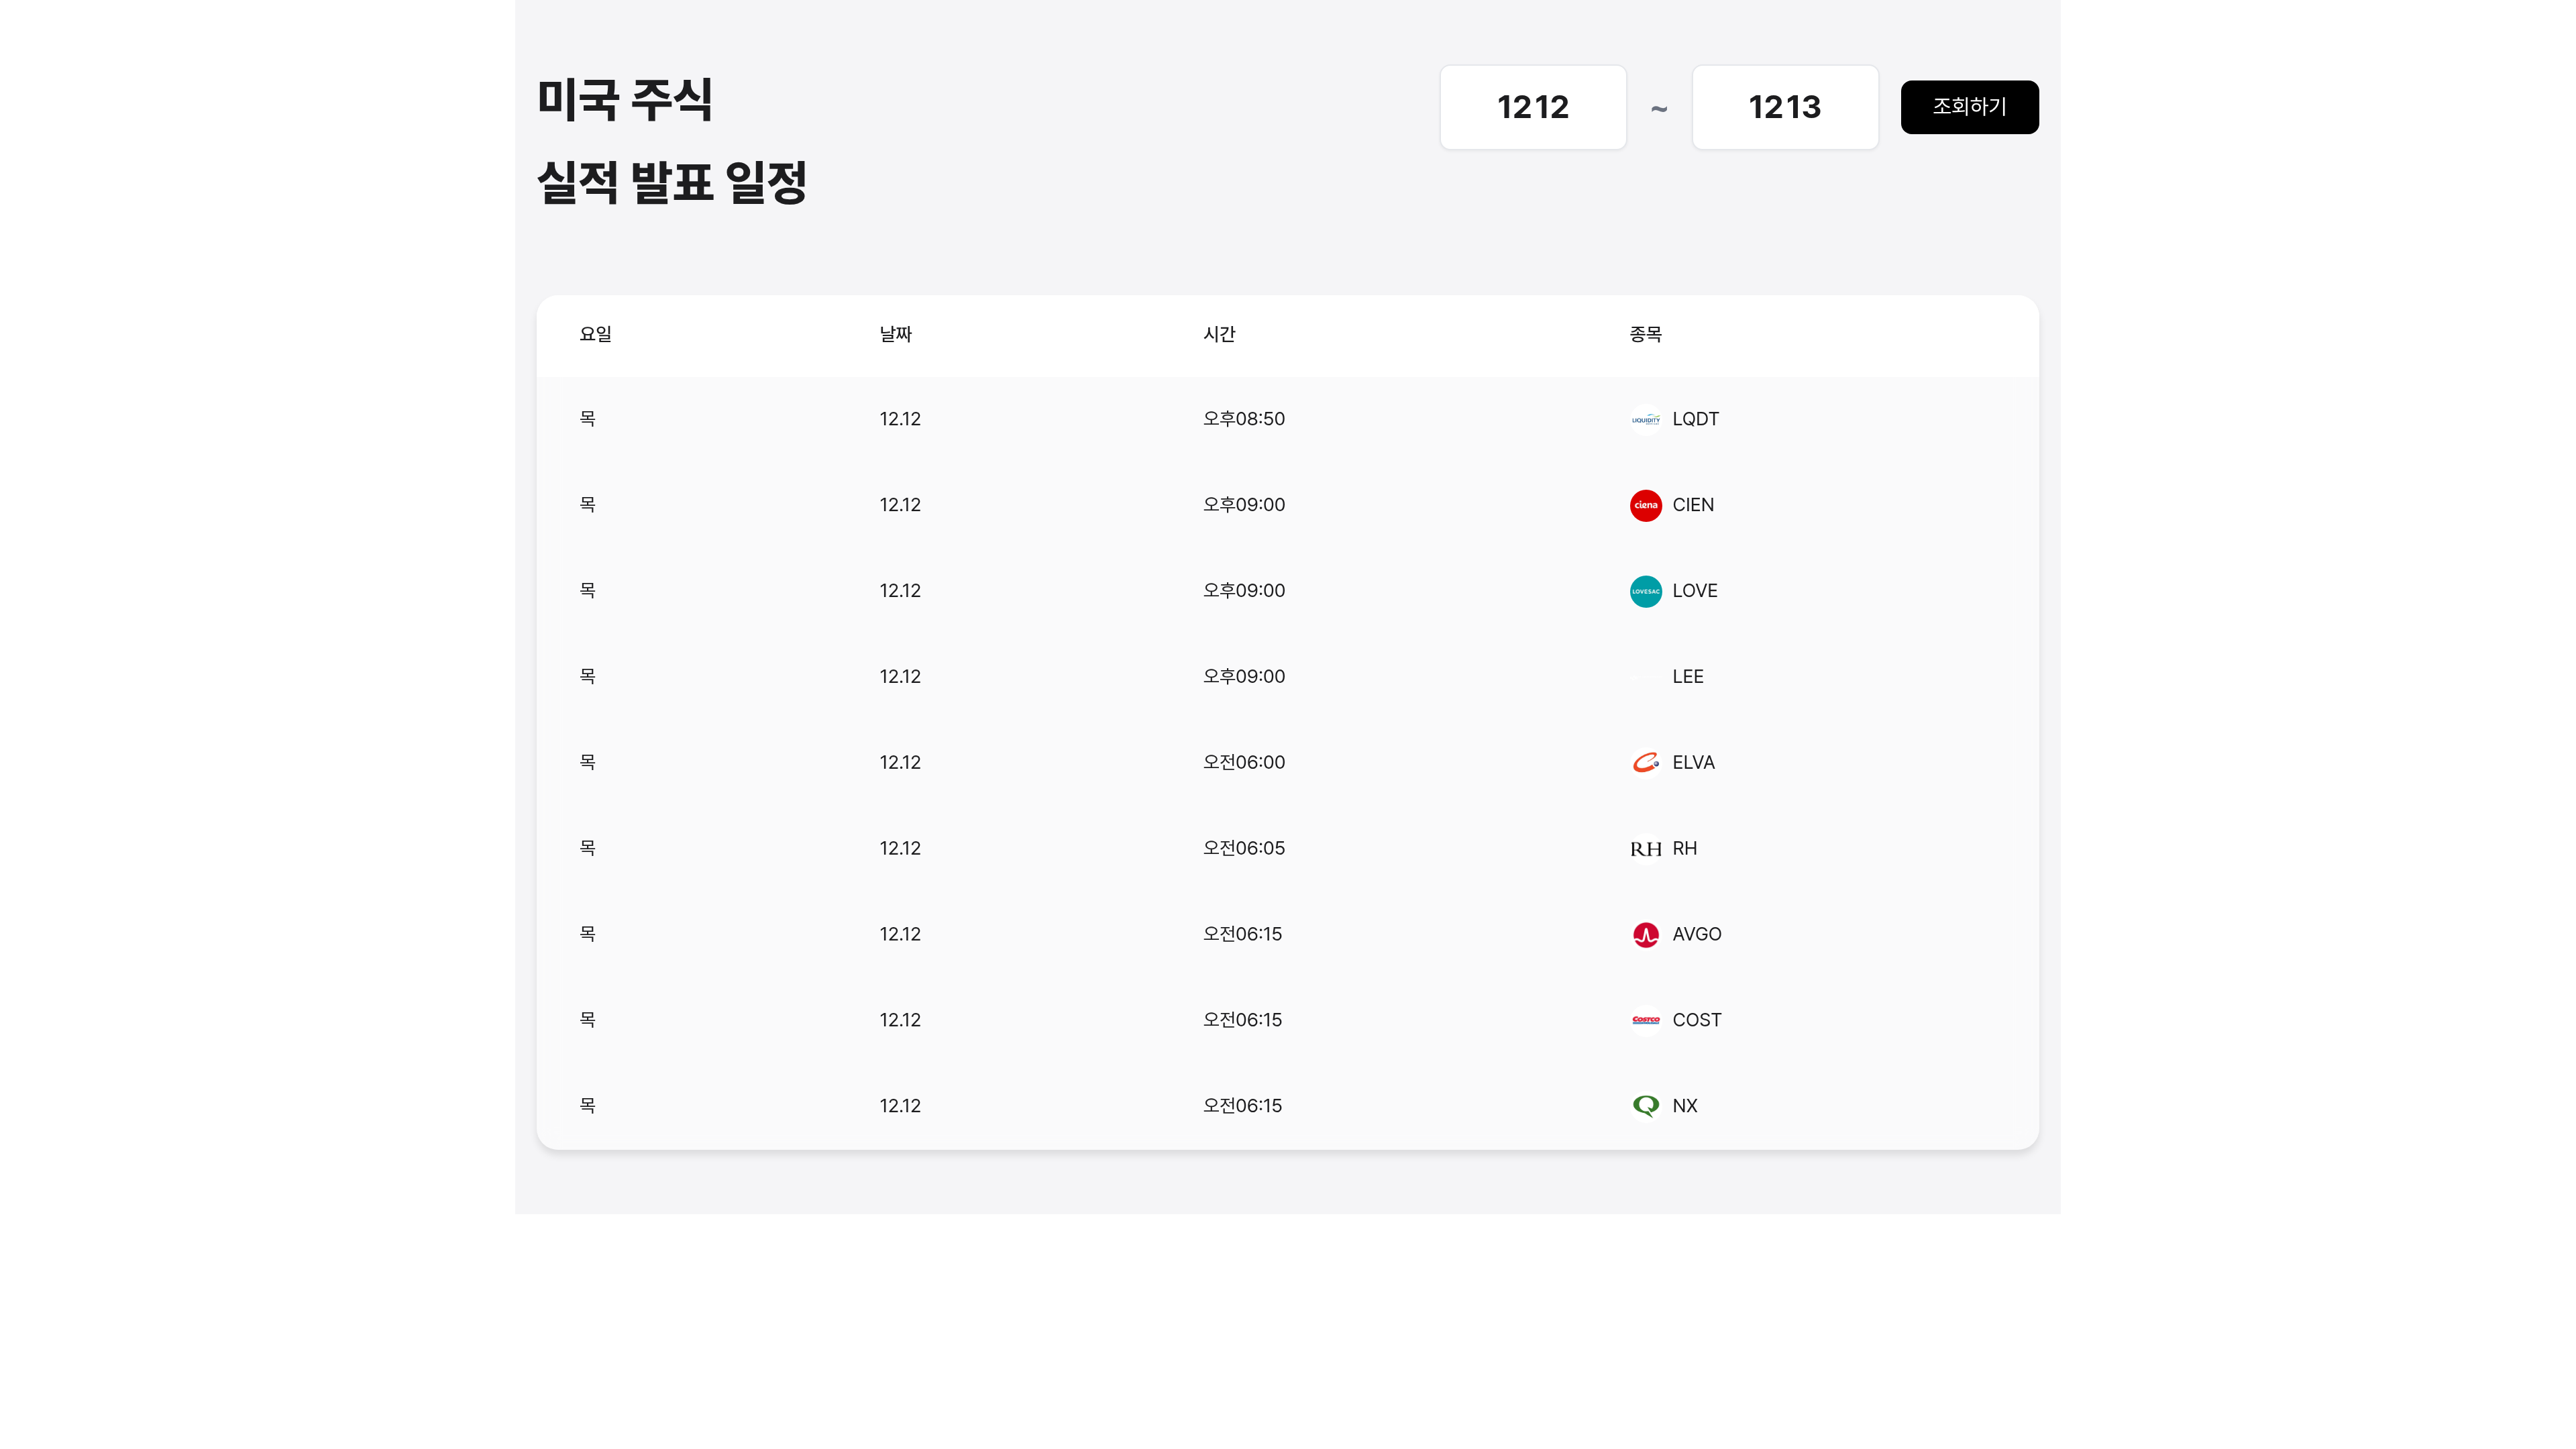 미국 주식
실적 발표 일정
1212 ~ 1213 조회하기
요일 날짜 시간 종목
목 12.12 오후08:50 LIQUIDITY LQDT
목 12.12 오후09:00 ciena CIEN
목 12.12 오후09:00 LOVESAC LOVE
목 12.12 오후09:00 LEE
목 12.12 오전06:00 ELVA
목 12.12 오전06:05 RH RH
목 12.12 오전06:15 AVGO
목 12.12 오전06:15 Costco COST
목 12.12 오전06:15 NX